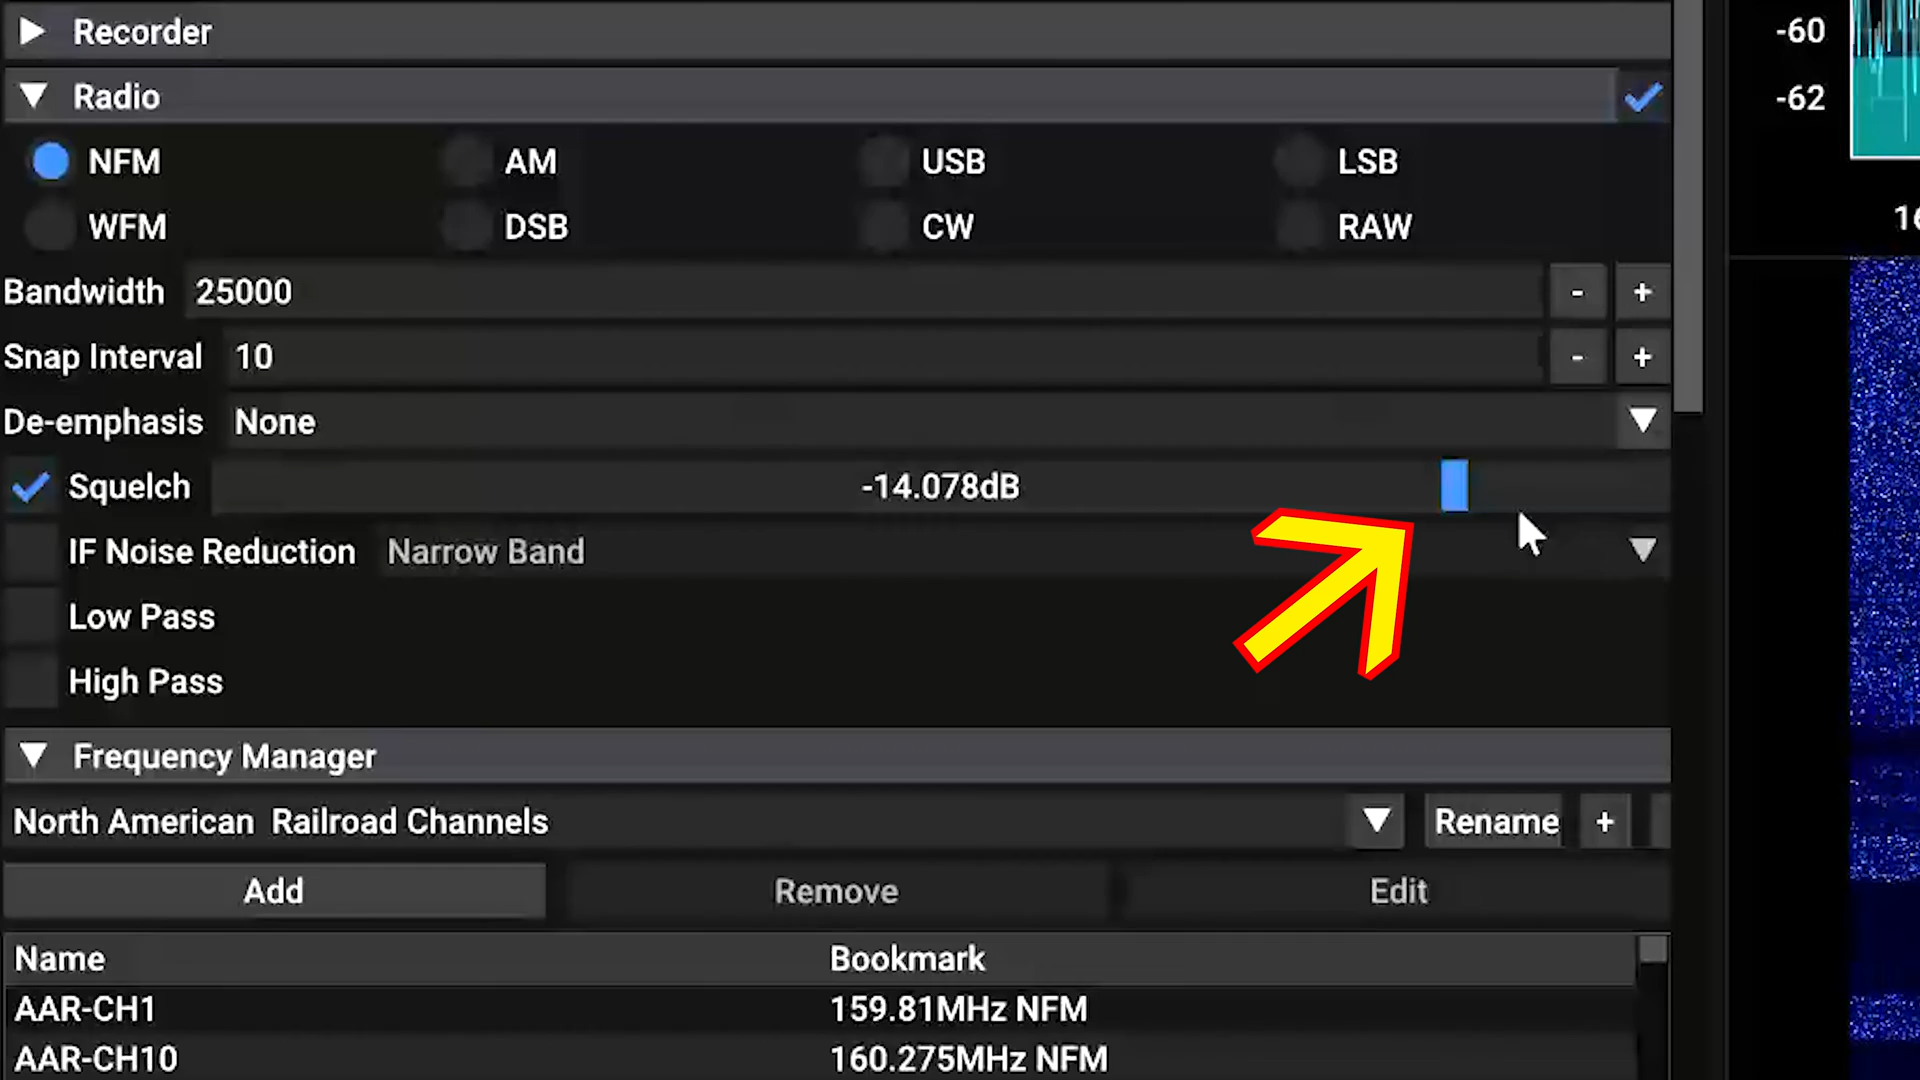 Recorder
-60
Radio
-62
NFM AM USB LSB
WFM DSB CW RAW
Bandwidth 25000 - +
Snap Interval 10 - +
De-emphasis None
Squelch -14.078dB
IF Noise Reduction Narrow Band
Low Pass
High Pass
Frequency Manager
North American Railroad Channels Rename +
Add Remove Edit
Name Bookmark
AAR-CH1 159.81MHz NFM
AAR-CH10 160.275MHz NFM